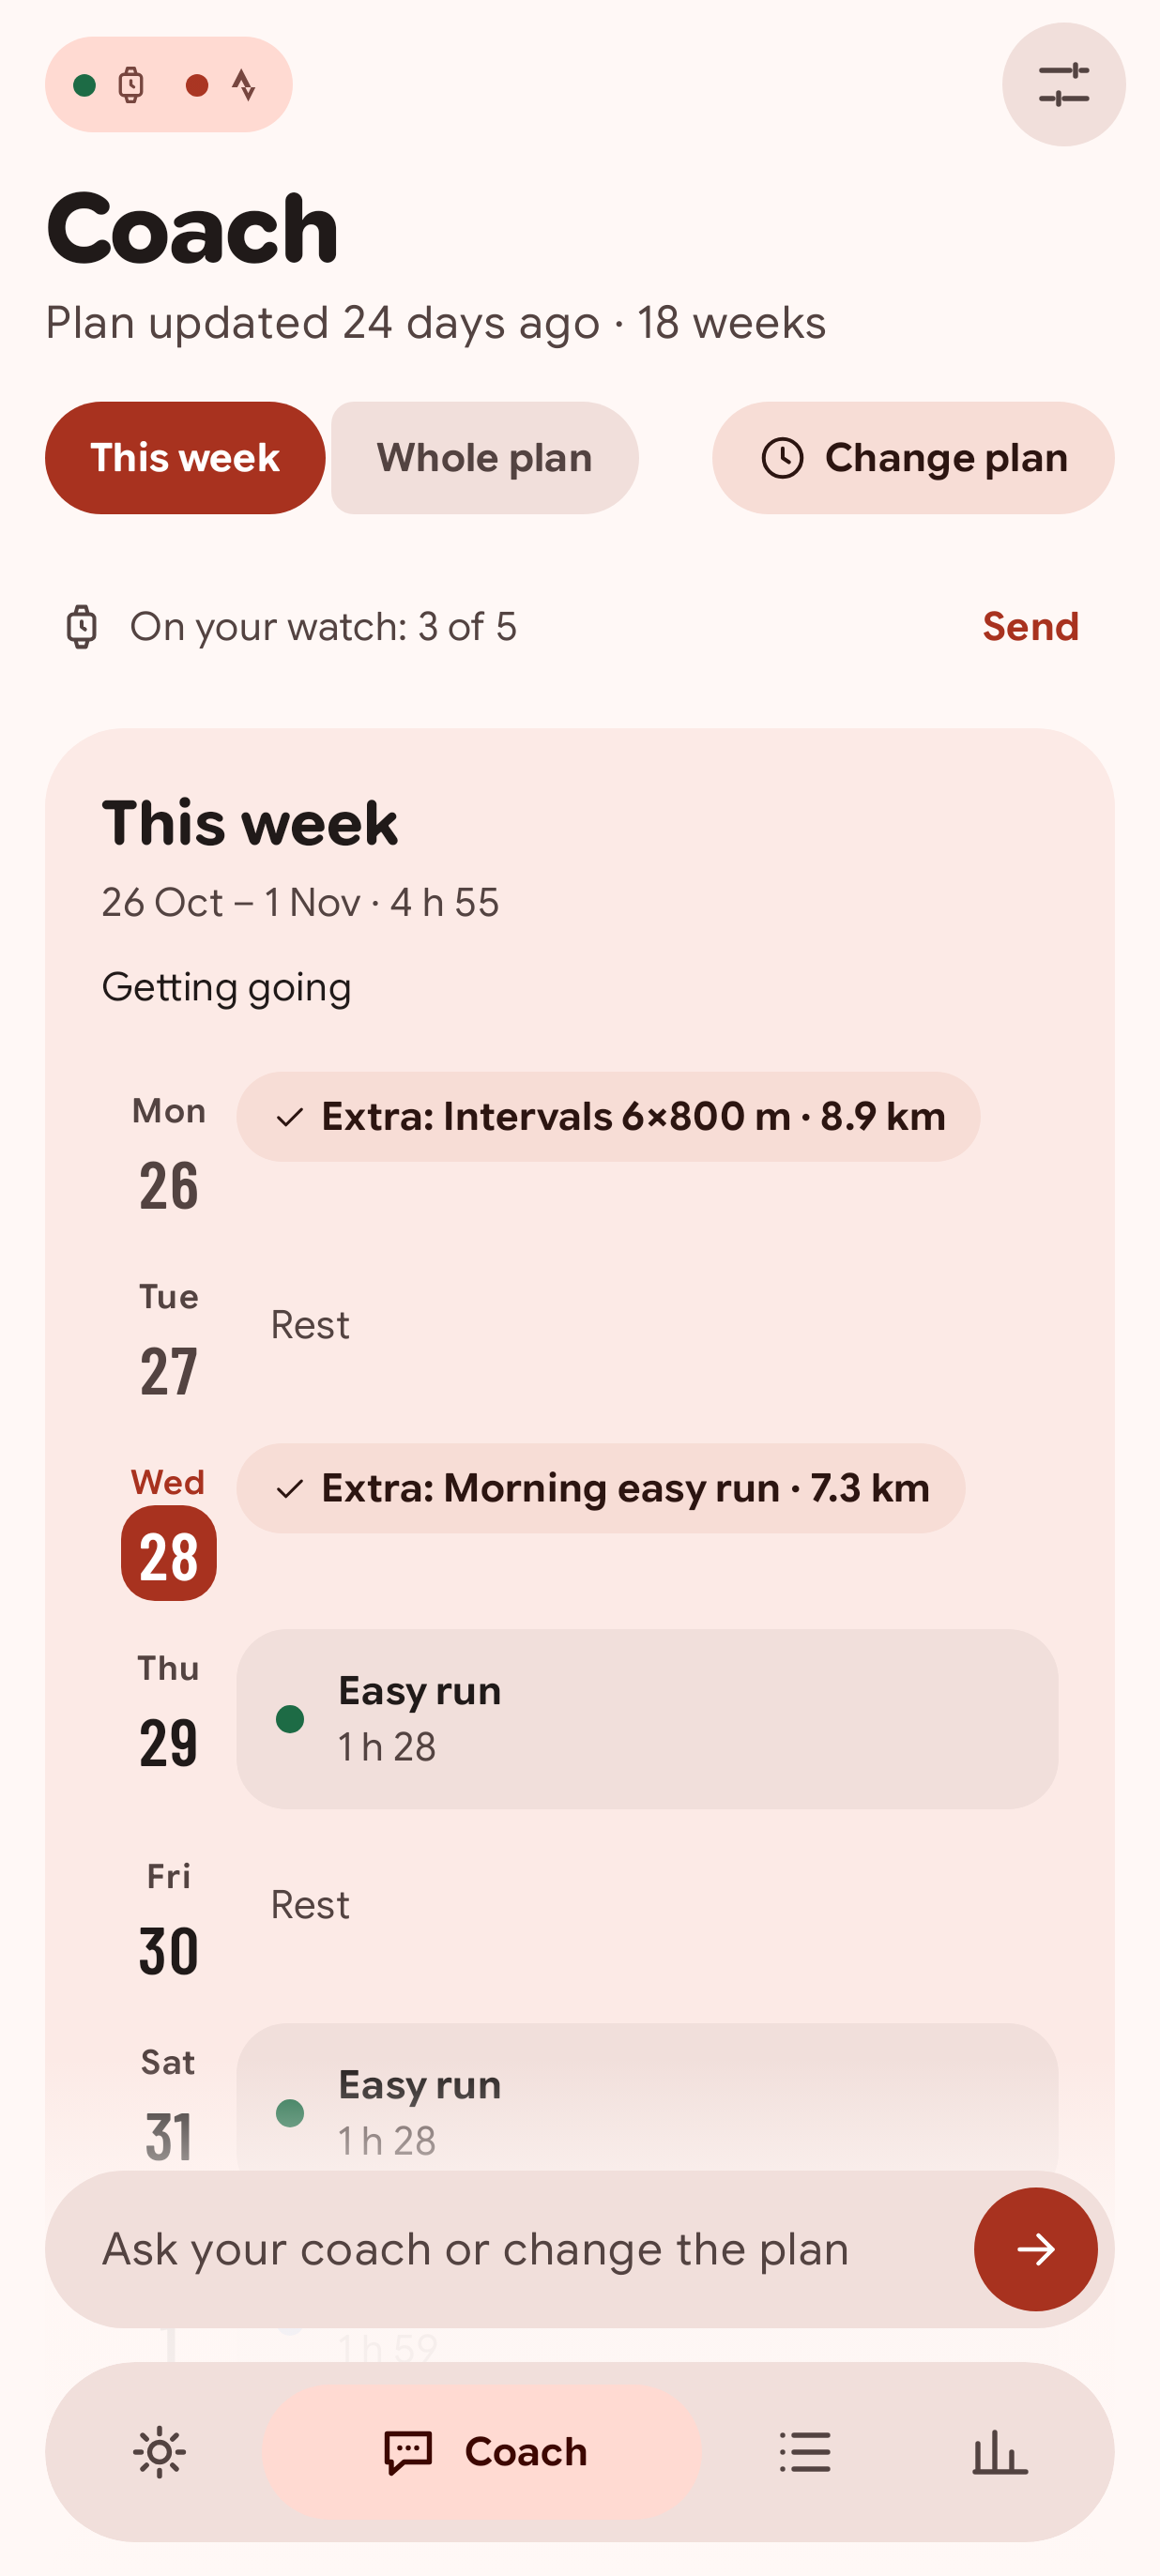 Coach
Plan updated 24 days ago · 18 weeks
This week
Whole plan
Change plan
On your watch: 3 of 5
Send
This week
26 Oct – 1 Nov · 4 h 55
Getting going
Mon
26
Extra: Intervals 6×800 m · 8.9 km
Tue
27
Rest
Wed
28
Extra: Morning easy run · 7.3 km
Thu
29
Easy run
1 h 28
Fri
30
Rest
Sat
31
Easy run
1 h 28
Ask your coach or change the plan
1 h 59
Coach